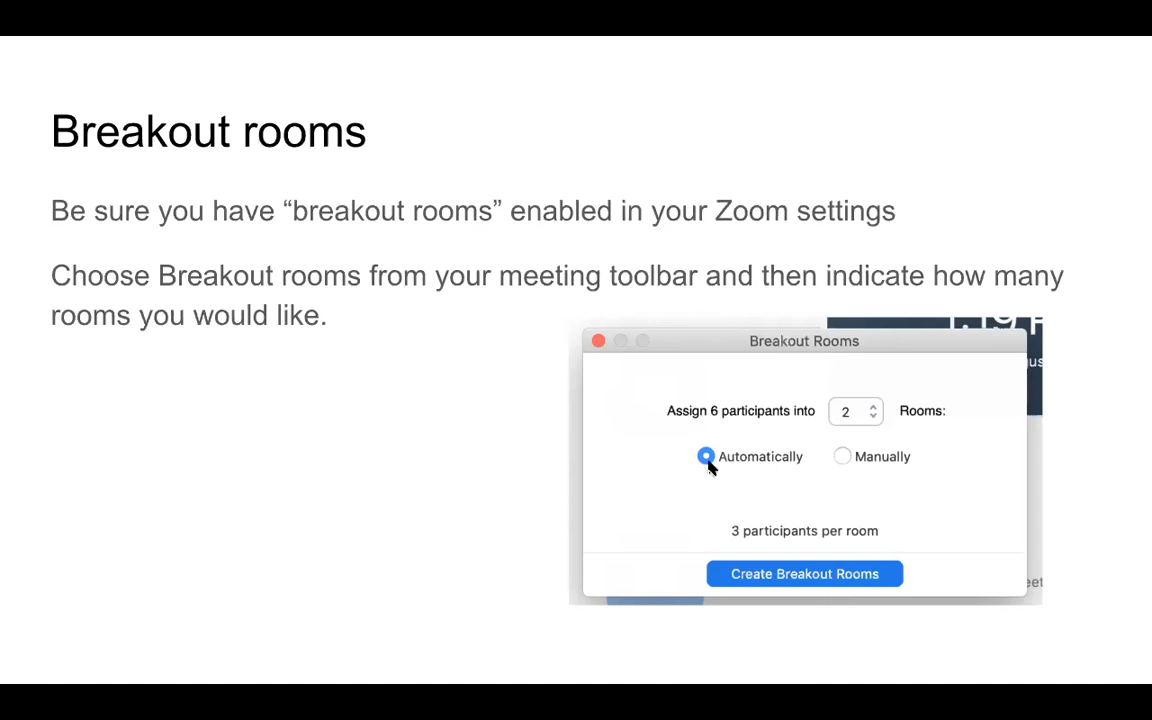 Breakout rooms
Be sure you have “breakout rooms” enabled in your Zoom settings
Choose Breakout rooms from your meeting toolbar and then indicate how many
rooms you would like.
Breakout Rooms
Assign 6 participants into 2 Rooms:
Automatically Manually
3 participants per room
Create Breakout Rooms